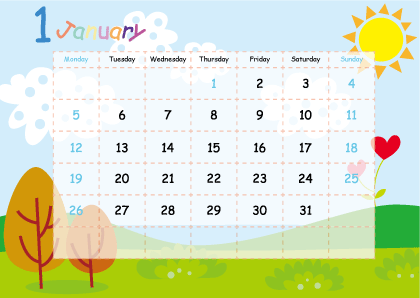 1 January
Monday Tuesday Wednesday Thursday Friday Saturday Sunday
1 2 3 4
5 6 7 8 9 10 11
12 13 14 15 16 17 18
19 20 21 22 23 24 25
26 27 28 29 30 31